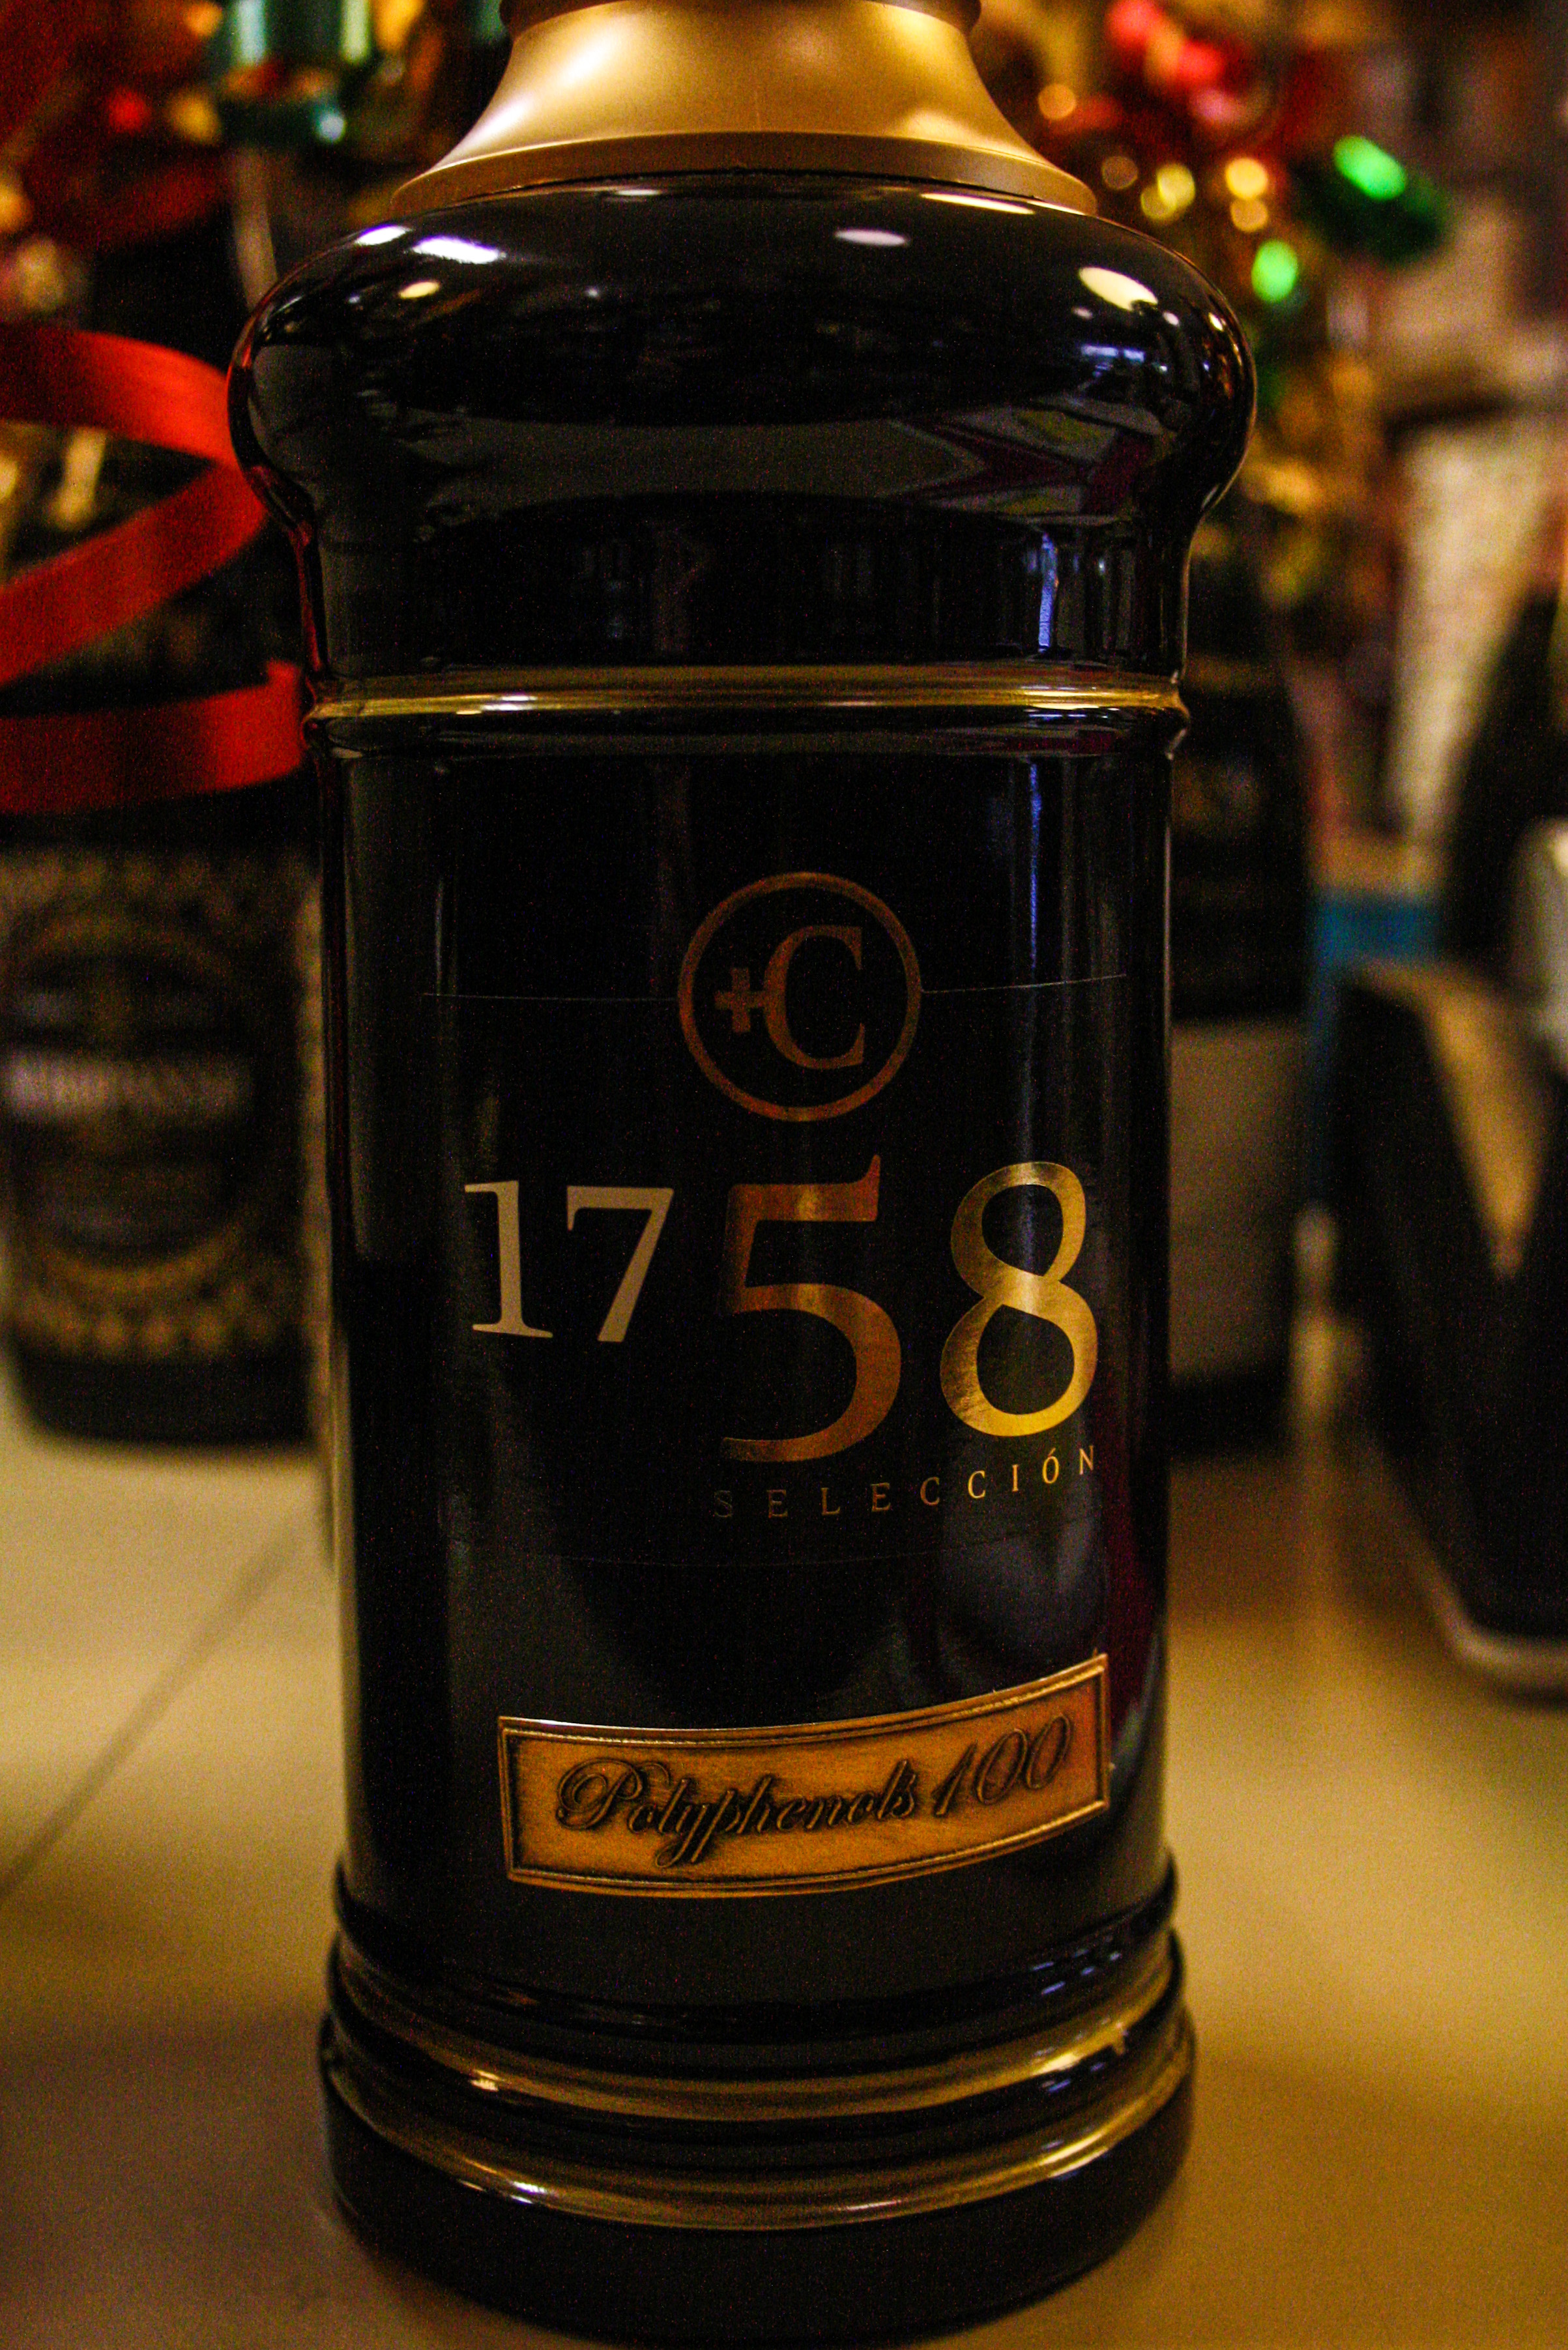 +C
1758
SELECCIÓN
Polyphenols 100